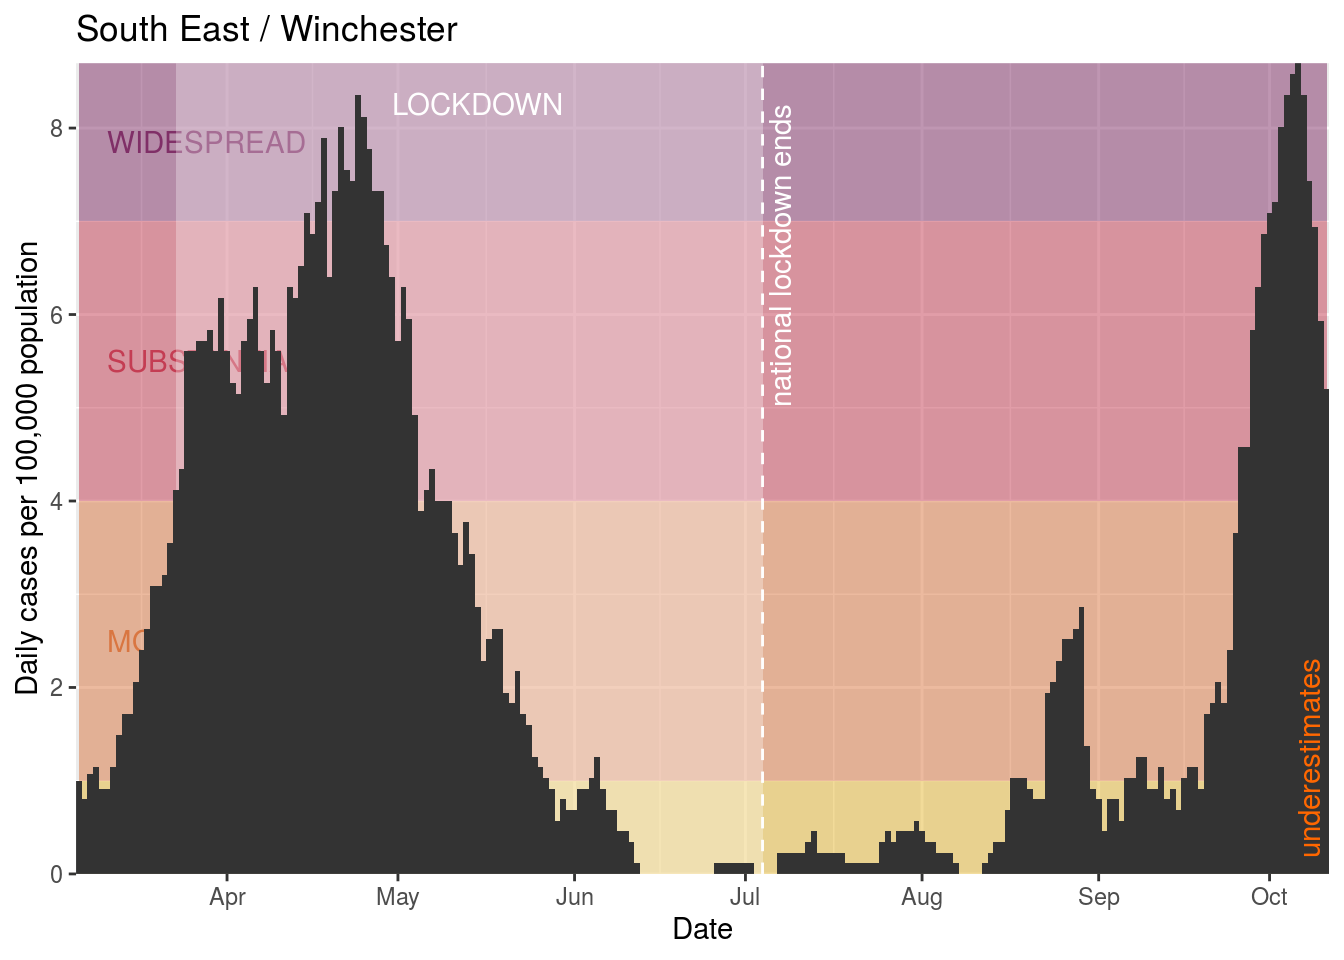 South East / Winchester
LOCKDOWN
WIDESPREAD
national lockdown ends
underestimates
Daily cases per 100,000 population
8
6
4
2
0
Apr
May
Jun
Jul
Aug
Sep
Oct
Date